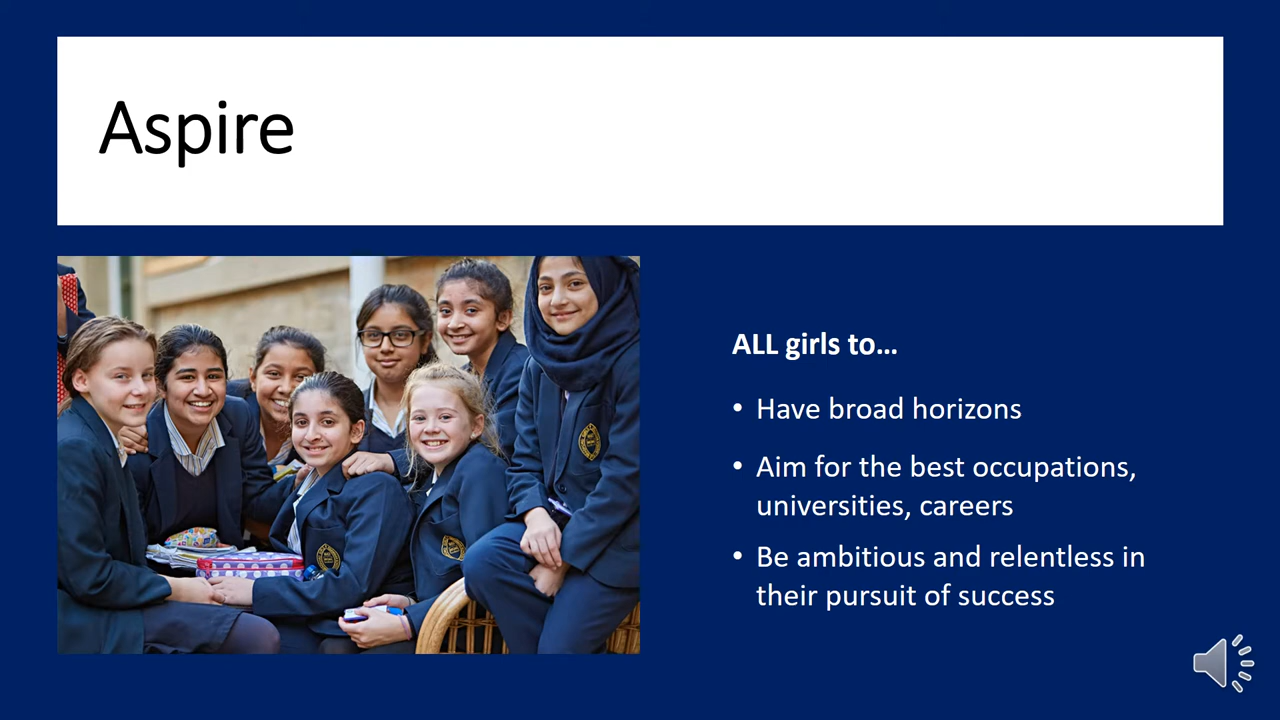 Aspire
ALL girls to…
• Have broad horizons
• Aim for the best occupations,
universities, careers
• Be ambitious and relentless in
their pursuit of success